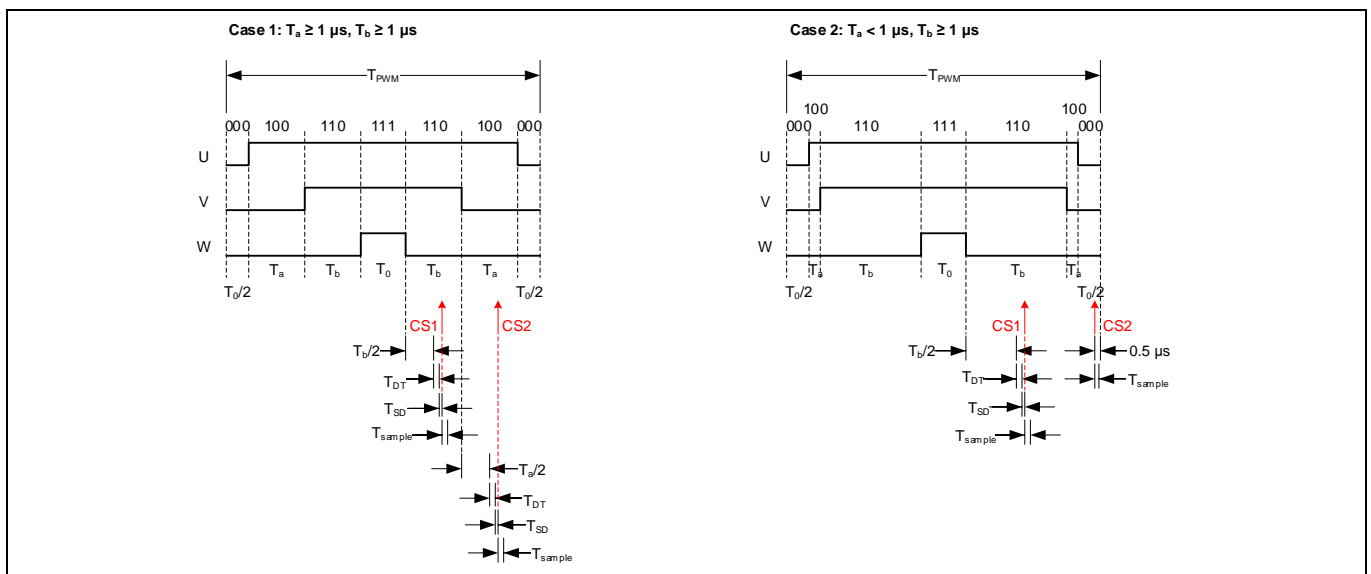 Case 1: Tₐ ≥ 1 µs, T_b ≥ 1 µs
T_PWM
000 100 110 111 110 100 000
U
V
W
Tₐ T_b T₀ T_b Tₐ
T₀/2 T₀/2
CS1 CS2
T_b/2
T_DT
T_SD
T_sample
Tₐ/2
T_DT
T_SD
T_sample
Case 2: Tₐ < 1 µs, T_b ≥ 1 µs
T_PWM
100 100
000 110 111 110 000
U
V
W
Tₐ T_b T₀ T_b Tₐ
T₀/2 T₀/2
CS1 CS2
T_b/2 0.5 µs
T_DT T_sample
T_SD
T_sample